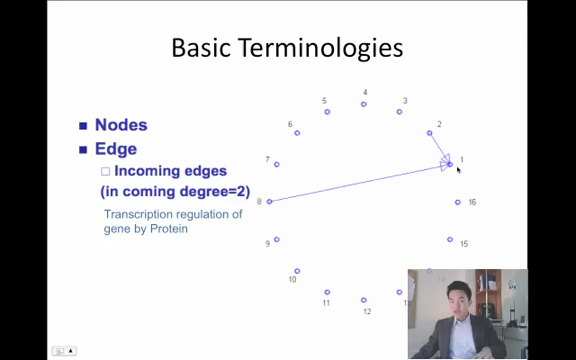 Basic Terminologies
Nodes
Edge
Incoming edges
(in coming degree=2)
Transcription regulation of
gene by Protein
4
5
3
6
2
7
1
8
16
9
15
10
11
12